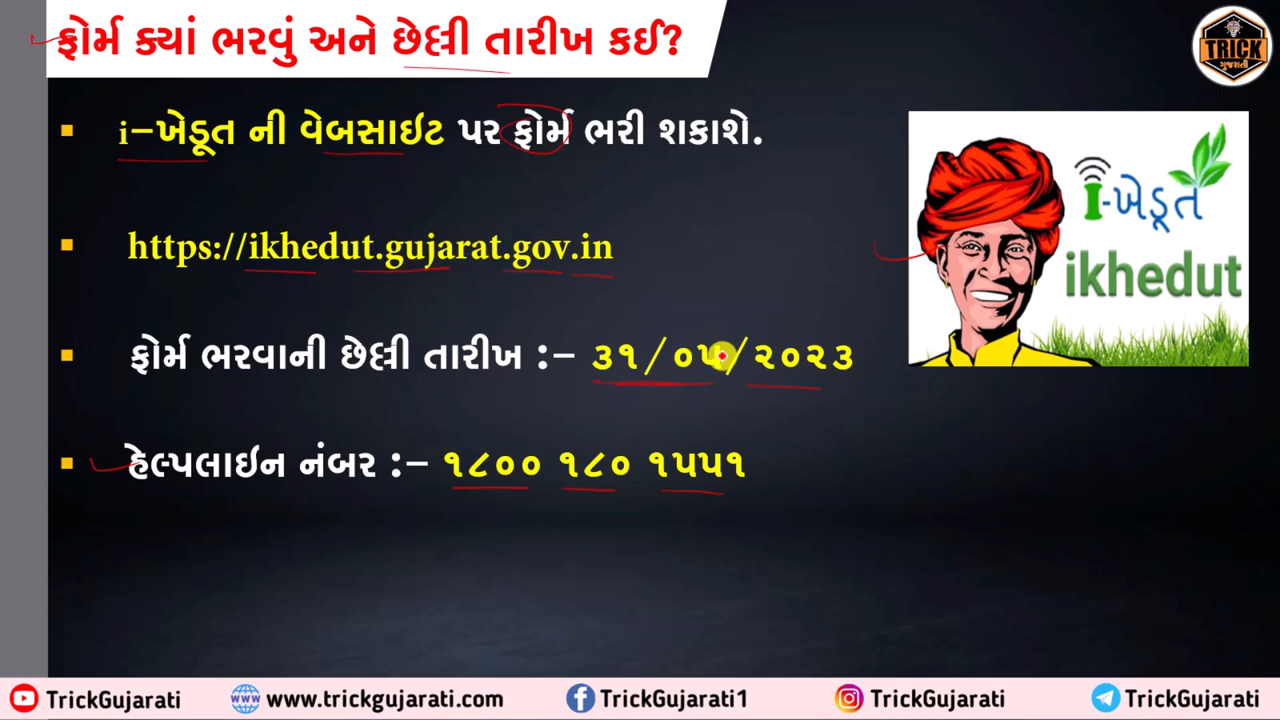 ફોર્મ ક્યાં ભરવું અને છેલ્લી તારીખ કઈ?
TRICK
ગુજરાતી
i-ખેડૂત ની વેબસાઇટ પર ફોર્મ ભરી શકાશે.
i-ખેડૂત
ikhedut
https://ikhedut.gujarat.gov.in
ફોર્મ ભરવાની છેલ્લી તારીખ :- ૩૧/૦૫/૨૦૨૩
હેલ્પલાઇન નંબર :- ૧૮૦૦ ૧૮૦ ૧૫૫૧
TrickGujarati www.trickgujarati.com TrickGujarati1 TrickGujarati TrickGujarati